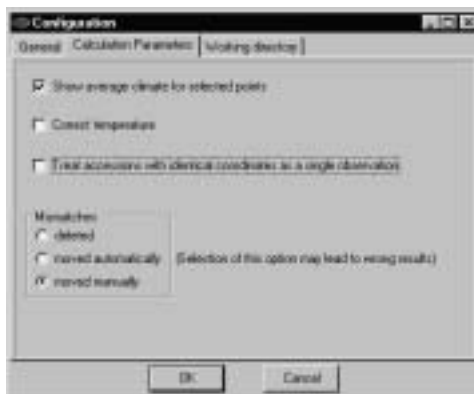 Configuration
General Calculation Parameters Working directory
Show average climate for selected points
Correct temperature
Treat accessions with identical coordinates as a single observation
Mismatches
deleted
moved automatically (Selection of this option may lead to wrong results)
moved manually
OK Cancel